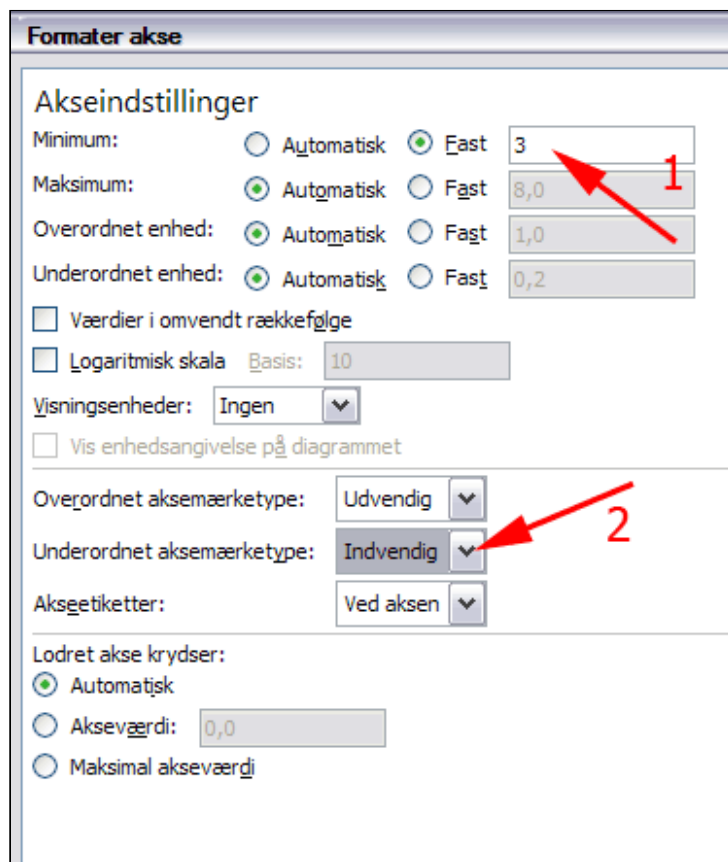 Formater akse
Akseindstillinger
Minimum: Automatisk Fast 3
1
Maksimum: Automatisk Fast 8,0
Overordnet enhed: Automatisk Fast 1,0
Underordnet enhed: Automatisk Fast 0,2
Værdier i omvendt rækkefølge
Logaritmisk skala Basis: 10
Visningsenheder: Ingen
Vis enhedsangivelse på diagrammet
Overordnet aksemærketype: Udvendig
2
Underordnet aksemærketype: Indvendig
Akseetiketter: Ved aksen
Lodret akse krydser:
Automatisk
Akseværdi: 0,0
Maksimal akseværdi